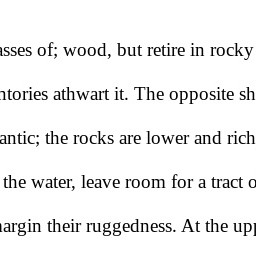 asses of; wood, but retire in rocky
ntories athwart it. The opposite sh
antic; the rocks are lower and rich
the water, leave room for a tract o
nargin their ruggedness. At the upp